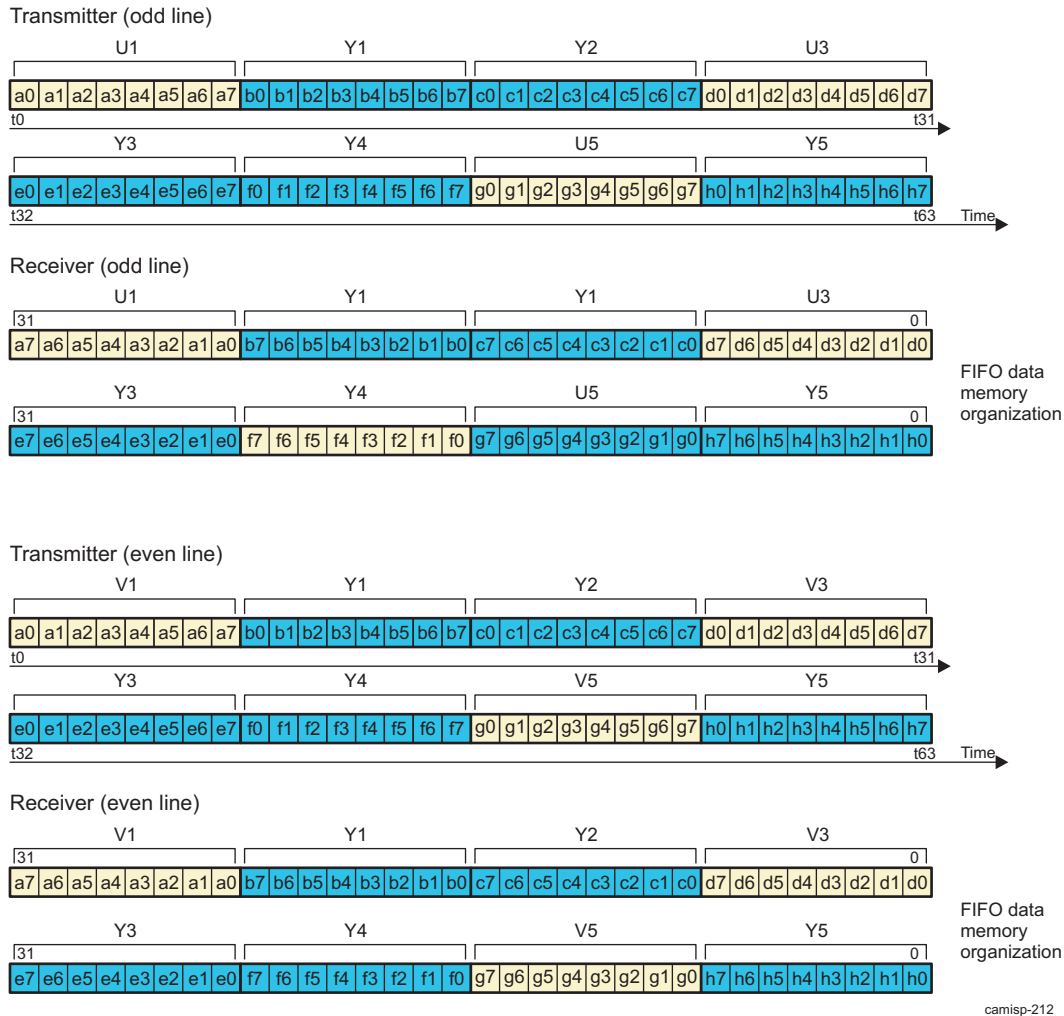 Transmitter (odd line)
U1 Y1 Y2 U3
a0 a1 a2 a3 a4 a5 a6 a7 b0 b1 b2 b3 b4 b5 b6 b7 c0 c1 c2 c3 c4 c5 c6 c7 d0 d1 d2 d3 d4 d5 d6 d7
t0 t31
Y3 Y4 U5 Y5
e0 e1 e2 e3 e4 e5 e6 e7 f0 f1 f2 f3 f4 f5 f6 f7 g0 g1 g2 g3 g4 g5 g6 g7 h0 h1 h2 h3 h4 h5 h6 h7
t32 t63 Time
Receiver (odd line)
U1 Y1 Y1 U3
31 0
a7 a6 a5 a4 a3 a2 a1 a0 b7 b6 b5 b4 b3 b2 b1 b0 c7 c6 c5 c4 c3 c2 c1 c0 d7 d6 d5 d4 d3 d2 d1 d0
Y3 Y4 U5 Y5
31 0
e7 e6 e5 e4 e3 e2 e1 e0 f7 f6 f5 f4 f3 f2 f1 f0 g7 g6 g5 g4 g3 g2 g1 g0 h7 h6 h5 h4 h3 h2 h1 h0
FIFO data
memory
organization
Transmitter (even line)
V1 Y1 Y2 V3
a0 a1 a2 a3 a4 a5 a6 a7 b0 b1 b2 b3 b4 b5 b6 b7 c0 c1 c2 c3 c4 c5 c6 c7 d0 d1 d2 d3 d4 d5 d6 d7
t0 t31
Y3 Y4 V5 Y5
e0 e1 e2 e3 e4 e5 e6 e7 f0 f1 f2 f3 f4 f5 f6 f7 g0 g1 g2 g3 g4 g5 g6 g7 h0 h1 h2 h3 h4 h5 h6 h7
t32 t63 Time
Receiver (even line)
V1 Y1 Y2 V3
31 0
a7 a6 a5 a4 a3 a2 a1 a0 b7 b6 b5 b4 b3 b2 b1 b0 c7 c6 c5 c4 c3 c2 c1 c0 d7 d6 d5 d4 d3 d2 d1 d0
Y3 Y4 V5 Y5
31 0
e7 e6 e5 e4 e3 e2 e1 e0 f7 f6 f5 f4 f3 f2 f1 f0 g7 g6 g5 g4 g3 g2 g1 g0 h7 h6 h5 h4 h3 h2 h1 h0
FIFO data
memory
organization
camisp-212